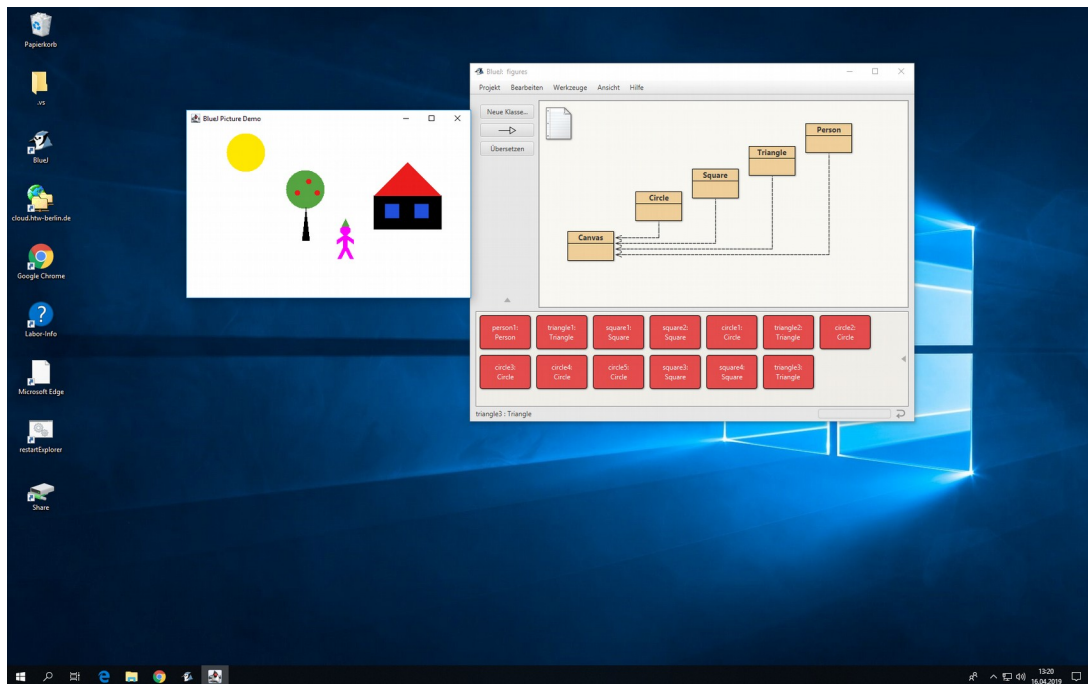 Papierkorb
.vs
BlueJ
cloud.htw-berlin.de
Google Chrome
Labor-Info
Microsoft Edge
restartExplorer
Share
BlueJ Picture Demo
BlueJ: figures
Projekt Bearbeiten Werkzeuge Ansicht Hilfe
Neue Klasse...
Übersetzen
Person
Triangle
Square
Circle
Canvas
person1:
Person
triangle1:
Triangle
square1:
Square
square2:
Square
circle1:
Circle
triangle2:
Triangle
circle2:
Circle
circle3:
Circle
circle4:
Circle
circle5:
Circle
square3:
Square
square4:
Square
triangle3:
Triangle
triangle3 : Triangle
13:20
16.04.2019